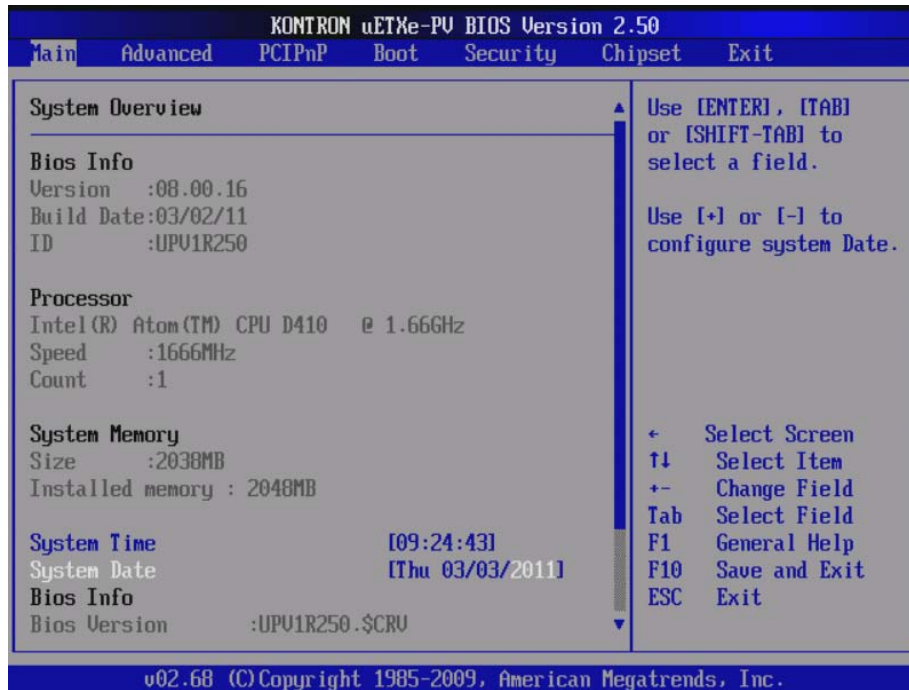 KONTRON uETXe-PV BIOS Version 2.50
Main Advanced PCIPnP Boot Security Chipset Exit
System Overview
Bios Info
Version :08.00.16
Build Date:03/02/11
ID :UPV1R250
Processor
Intel(R) Atom(TM) CPU D410 @ 1.66GHz
Speed :1666MHz
Count :1
System Memory
Size :2038MB
Installed memory : 2048MB
System Time [09:24:43]
System Date [Thu 03/03/2011]
Bios Info
Bios Version :UPV1R250.$CRV
Use [ENTER], [TAB]
or [SHIFT-TAB] to
select a field.
Use [+] or [-] to
configure system Date.
← Select Screen
↑↓ Select Item
+- Change Field
Tab Select Field
F1 General Help
F10 Save and Exit
ESC Exit
v02.68 (C)Copyright 1985-2009, American Megatrends, Inc.